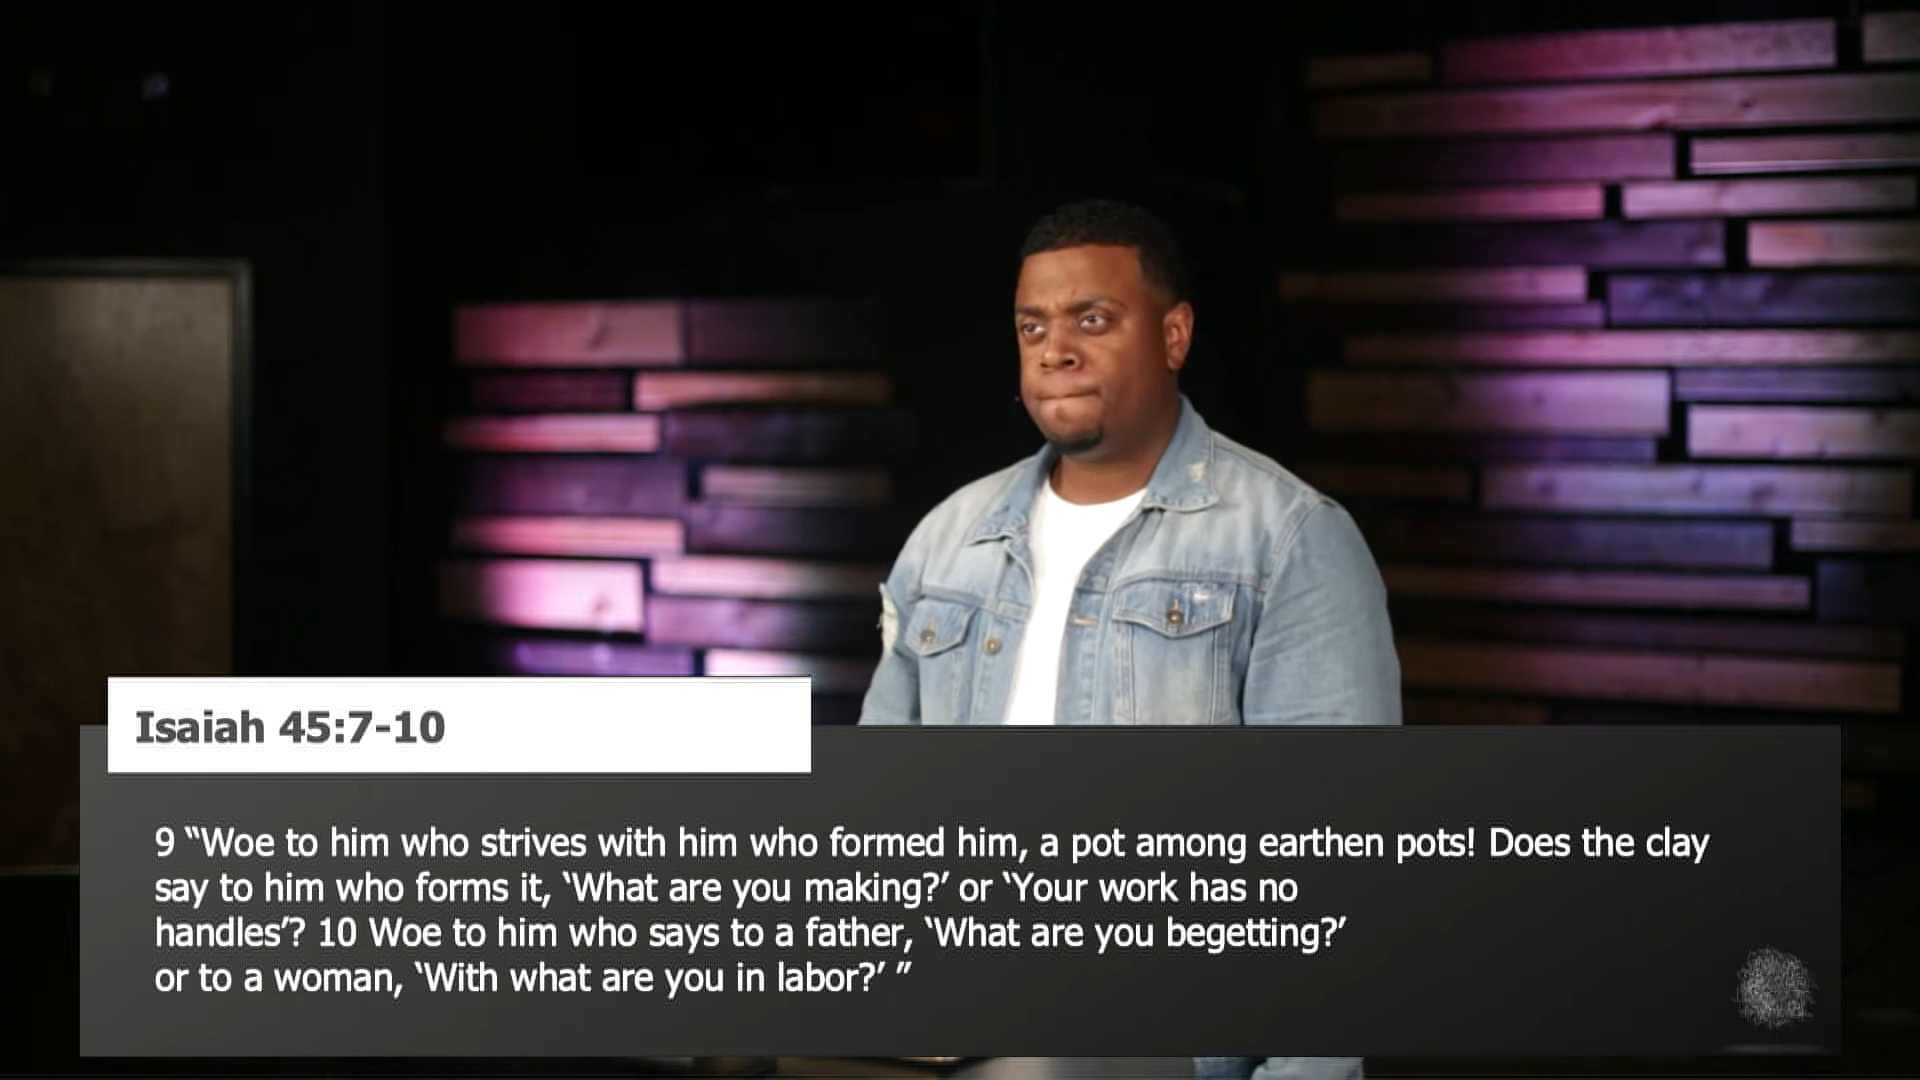 Isaiah 45:7-10
9 “Woe to him who strives with him who formed him, a pot among earthen pots! Does the clay
say to him who forms it, ‘What are you making?’ or ‘Your work has no
handles’? 10 Woe to him who says to a father, ‘What are you begetting?’
or to a woman, ‘With what are you in labor?’ ”